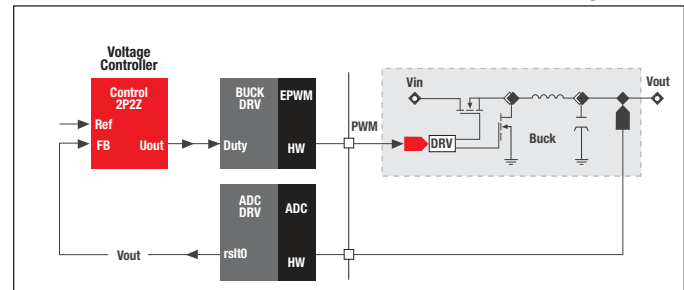 Voltage
Controller
Control
2P2Z
Ref
FB
Uout
BUCK
DRV
EPWM
Duty
HW
PWM
Vin
Vout
DRV
Buck
ADC
DRV
ADC
rslt0
HW
Vout